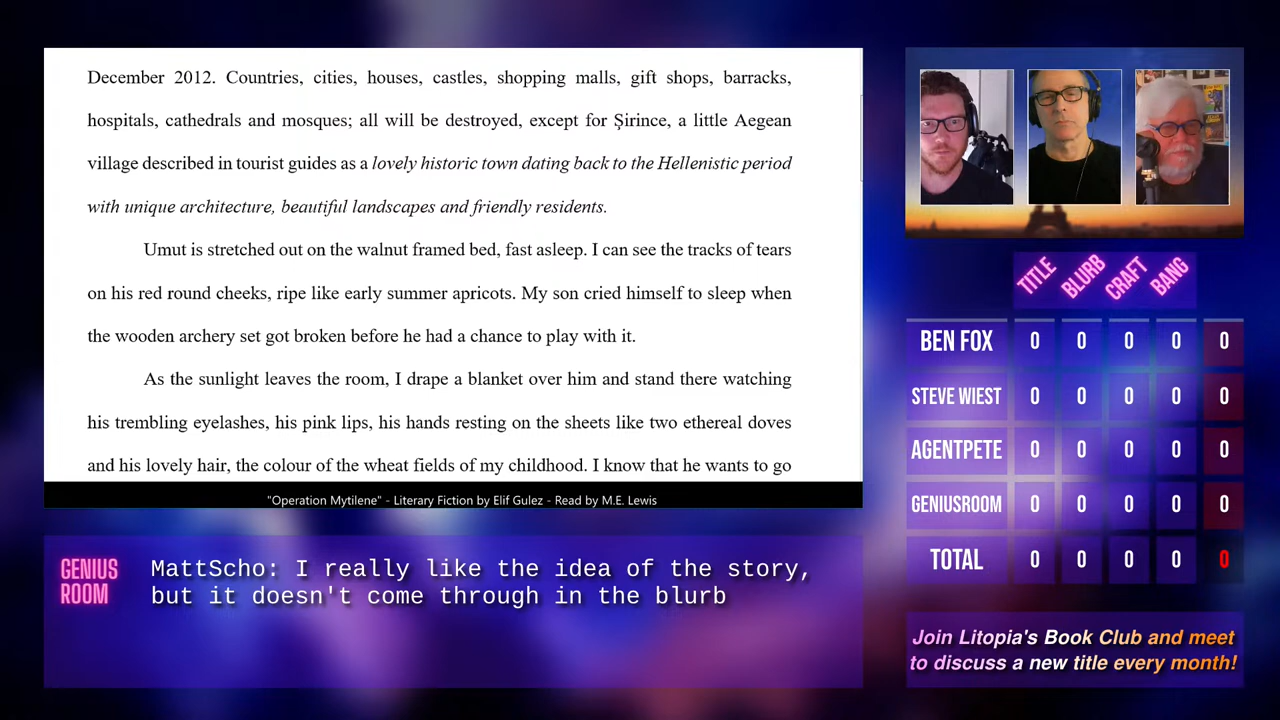 December 2012. Countries, cities, houses, castles, shopping malls, gift shops, barracks,
hospitals, cathedrals and mosques; all will be destroyed, except for Şirince, a little Aegean
village described in tourist guides as a lovely historic town dating back to the Hellenistic period
with unique architecture, beautiful landscapes and friendly residents.
Umut is stretched out on the walnut framed bed, fast asleep. I can see the tracks of tears
on his red round cheeks, ripe like early summer apricots. My son cried himself to sleep when
the wooden archery set got broken before he had a chance to play with it.
As the sunlight leaves the room, I drape a blanket over him and stand there watching
his trembling eyelashes, his pink lips, his hands resting on the sheets like two ethereal doves
and his lovely hair, the colour of the wheat fields of my childhood. I know that he wants to go
"Operation Mytilene" - Literary Fiction by Elif Gulez - Read by M.E. Lewis
GENIUS
ROOM
MattScho: I really like the idea of the story,
but it doesn't come through in the blurb
TITLE BLURB CRAFT BANG
BEN FOX 0 0 0 0 0
STEVE WIEST 0 0 0 0 0
AGENTPETE 0 0 0 0 0
GENIUSROOM 0 0 0 0 0
TOTAL 0 0 0 0 0
Join Litopia's Book Club and meet
to discuss a new title every month!